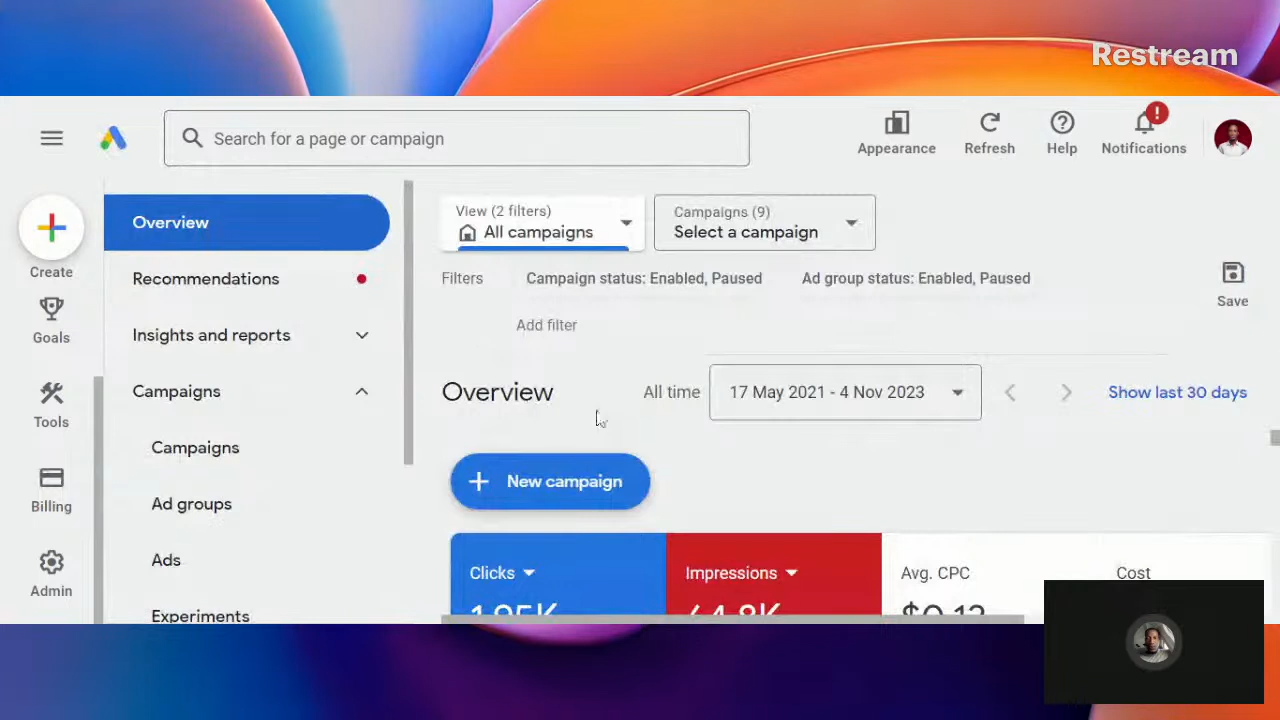 Restream
Search for a page or campaign
Appearance
Refresh
Help
Notifications
Create
Goals
Tools
Billing
Admin
Overview
Recommendations
Insights and reports
Campaigns
Campaigns
Ad groups
Ads
Experiments
View (2 filters)
All campaigns
Campaigns (9)
Select a campaign
Filters
Campaign status: Enabled, Paused
Ad group status: Enabled, Paused
Add filter
Save
Overview
All time
17 May 2021 - 4 Nov 2023
Show last 30 days
New campaign
Clicks
Impressions
Avg. CPC
Cost